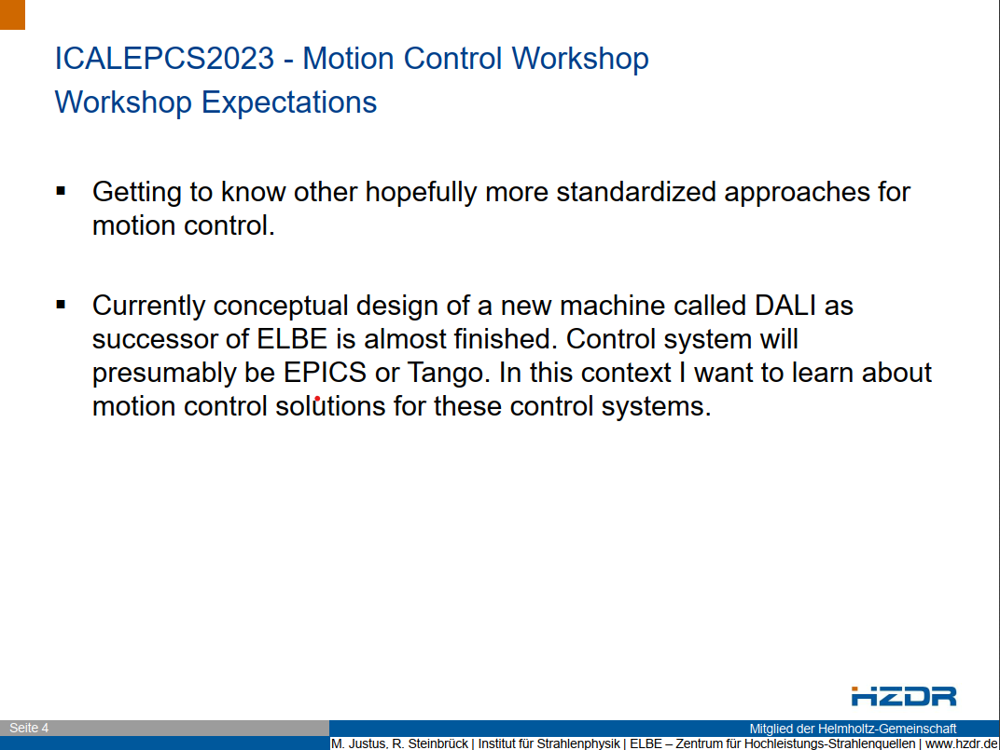 ICALEPCS2023 - Motion Control Workshop
Workshop Expectations
▪ Getting to know other hopefully more standardized approaches for
motion control.
▪ Currently conceptual design of a new machine called DALI as
successor of ELBE is almost finished. Control system will
presumably be EPICS or Tango. In this context I want to learn about
motion control solutions for these control systems.
HZDR
Seite 4
Mitglied der Helmholtz-Gemeinschaft
M. Justus, R. Steinbrück | Institut für Strahlenphysik | ELBE – Zentrum für Hochleistungs-Strahlenquellen | www.hzdr.de